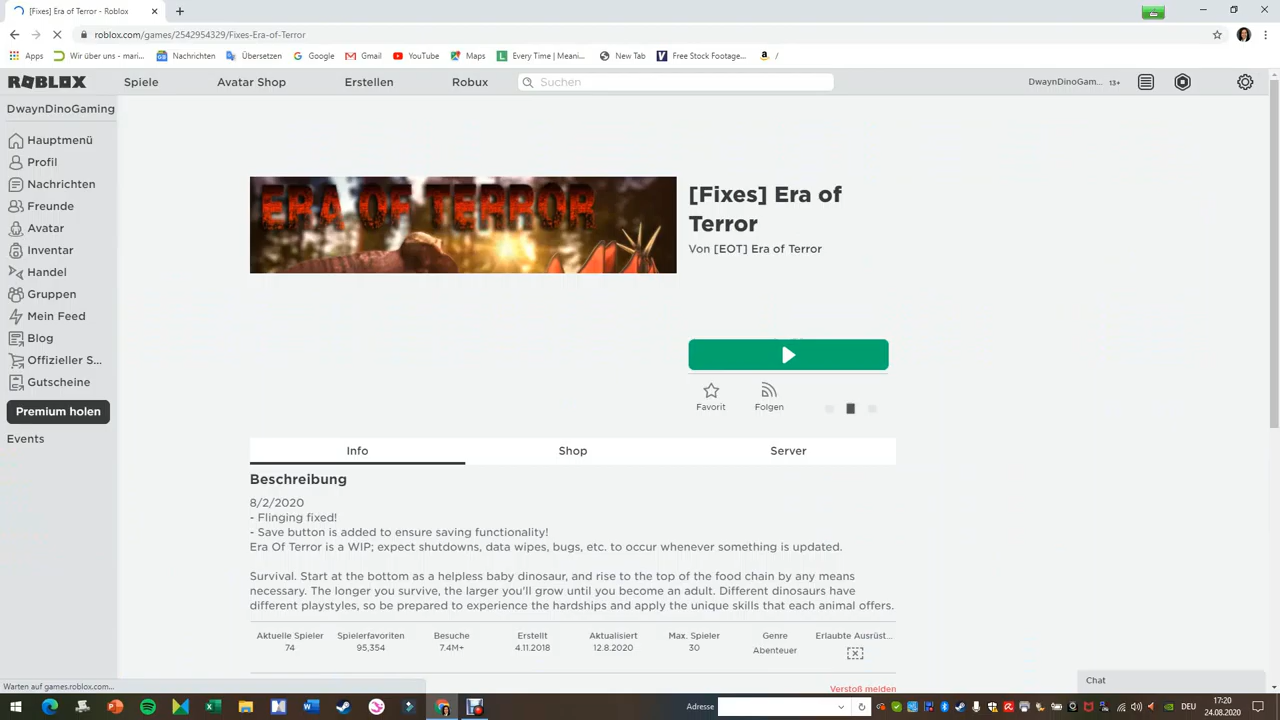 [Fixes] Era of Terror - Roblox
roblox.com/games/2542954329/Fixes-Era-of-Terror
Apps
Wir über uns - mari...
Nachrichten
Übersetzen
Google
Gmail
YouTube
Maps
Every Time | Meani...
New Tab
Free Stock Footage...
/
ROBLOX
Spiele
Avatar Shop
Erstellen
Robux
Suchen
DwaynDinoGam...
13+
DwaynDinoGaming
Hauptmenü
Profil
Nachrichten
Freunde
Avatar
Inventar
Handel
Gruppen
Mein Feed
Blog
Offizieller S...
Gutscheine
Premium holen
Events
ERA OF TERROR
[Fixes] Era of
Terror
Von [EOT] Era of Terror
Favorit
Folgen
Info
Shop
Server
Beschreibung
8/2/2020
- Flinging fixed!
- Save button is added to ensure saving functionality!
Era Of Terror is a WIP; expect shutdowns, data wipes, bugs, etc. to occur whenever something is updated.
Survival. Start at the bottom as a helpless baby dinosaur, and rise to the top of the food chain by any means
necessary. The longer you survive, the larger you'll grow until you become an adult. Different dinosaurs have
different playstyles, so be prepared to experience the hardships and apply the unique skills that each animal offers.
Aktuelle Spieler
74
Spielerfavoriten
95,354
Besuche
7.4M+
Erstellt
4.11.2018
Aktualisiert
12.8.2020
Max. Spieler
30
Genre
Abenteuer
Erlaubte Ausrüst...
Verstoß melden
Chat
Warten auf games.roblox.com...
Adresse
DEU
17:20
24.08.2020